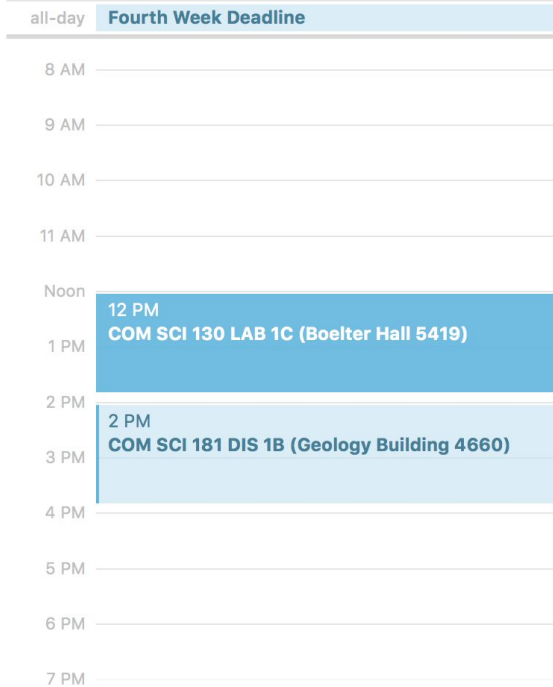 all-day Fourth Week Deadline
8 AM
9 AM
10 AM
11 AM
Noon
12 PM
COM SCI 130 LAB 1C (Boelter Hall 5419)
1 PM
2 PM
2 PM
COM SCI 181 DIS 1B (Geology Building 4660)
3 PM
4 PM
5 PM
6 PM
7 PM